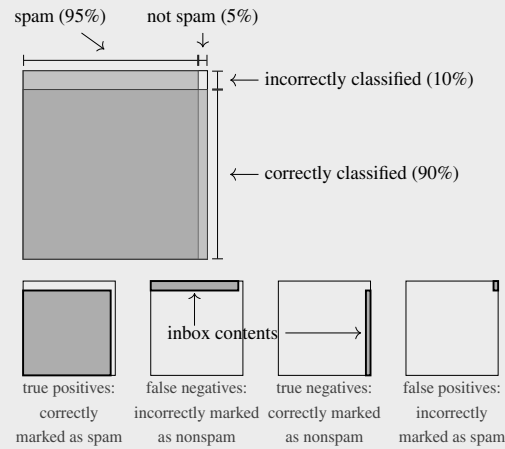 spam (95%) not spam (5%)
incorrectly classified (10%)
correctly classified (90%)
inbox contents
true positives: false negatives: true negatives: false positives:
correctly incorrectly marked correctly marked incorrectly
marked as spam as nonspam as nonspam marked as spam